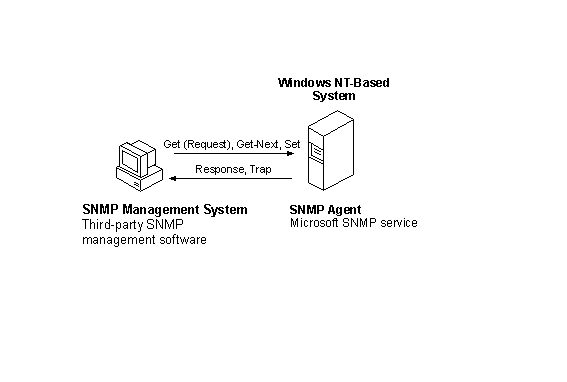 Windows NT-Based
System
Get (Request), Get-Next, Set
Response, Trap
SNMP Management System
Third-party SNMP
management software
SNMP Agent
Microsoft SNMP service